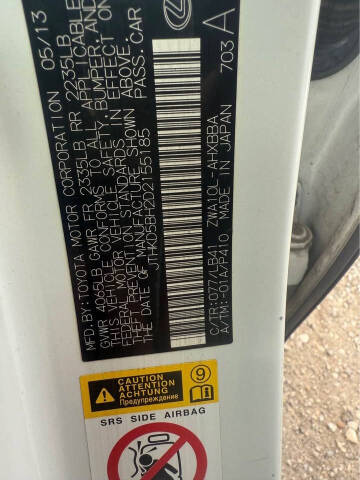 MFD.BY:TOYOTA MOTOR CORPORATION 05/13
GVWR 4045LB GAWR FR 2335LB RR 2235LB
THIS VEHICLE CONFORMS TO ALL APPLICABLE
FEDERAL MOTOR VEHICLE SAFETY, BUMPER, AND
THEFT PREVENTION STANDARDS IN EFFECT ON
THE DATE OF MANUFACTURE SHOWN ABOVE.
JTHKD5BH2D2155185 PASS.CAR
C/TR:077/LB41 ZWA10L-AHXBBA
A/TM:-01A/P410 MADE IN JAPAN 703
A
CAUTION
ATTENTION
ACHTUNG
Предупреждение
9
SRS SIDE AIRBAG